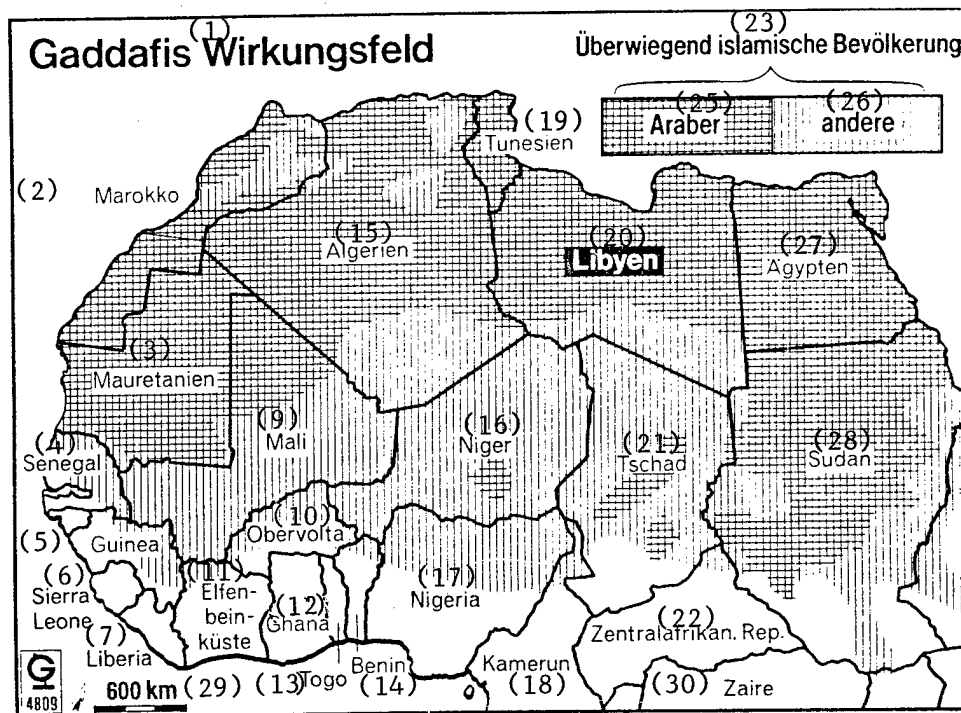 (1)
Gaddafis Wirkungsfeld
(23)
Überwiegend islamische Bevölkerung
(25)
Araber
(26)
andere
(19)
Tunesien
(2)
Marokko
(15)
Algerien
(20)
Libyen
(27)
Ägypten
(3)
Mauretanien
(9)
Mali
(16)
Niger
(21)
Tschad
(28)
Sudan
(4)
Senegal
(10)
Obervolta
(5)
Guinea
(6)
Sierra
Leone
(11)
Elfen-
bein-
küste
(12)
Ghana
(17)
Nigeria
(22)
Zentralafrikan. Rep.
(7)
Liberia
Togo
Benin
Kamerun
Zaire
G
4809
600 km
(29)
(13)
(14)
(18)
(30)